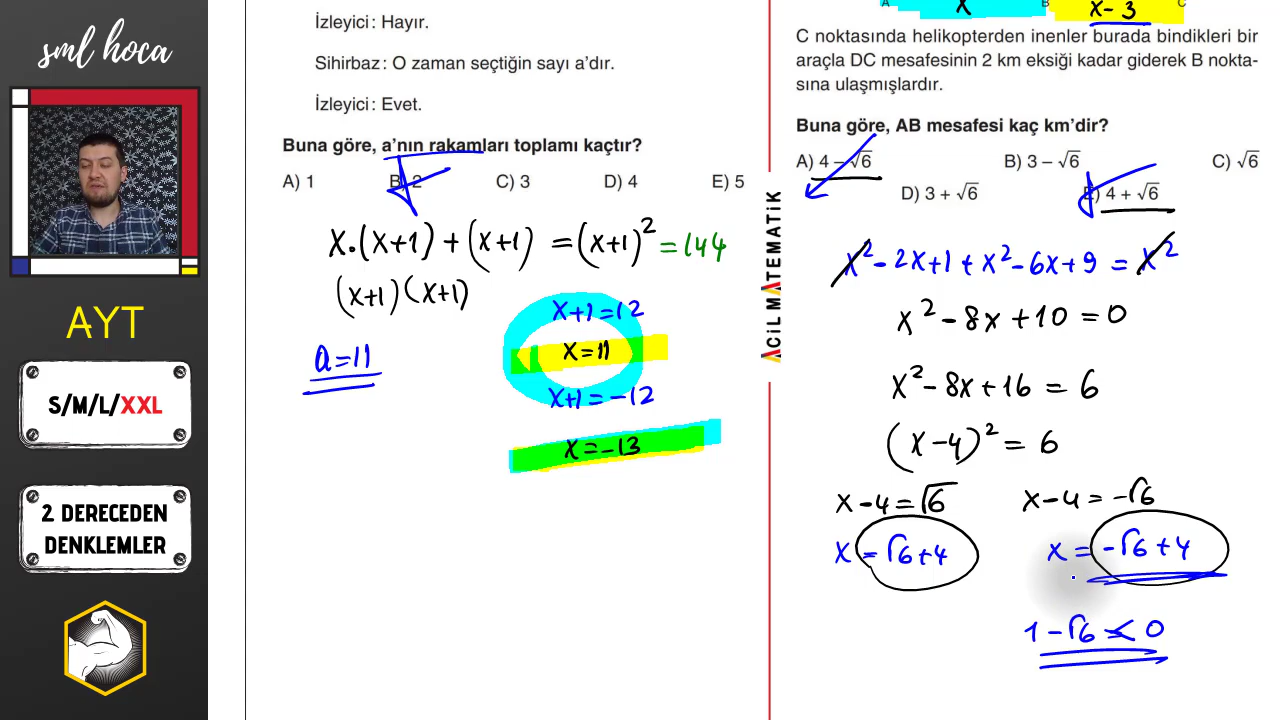 sml hoca
AYT
S/M/L/XXL
2. DERECEDEN
DENKLEMLER
İzleyici : Hayır.
Sihirbaz : O zaman seçtiğin sayı a'dır.
İzleyici : Evet.
Buna göre, a'nın rakamları toplamı kaçtır?
A) 1 B) 2 C) 3 D) 4 E) 5
x.(x+1) + (x+1) = (x+1)² = 144
(x+1)(x+1)
x+1 = 12
x = 11
a = 11
x+1 = -12
x = -13
ACİL MATEMATİK
A B C
x x-3
C noktasında helikopterden inenler burada bindikleri bir
araçla DC mesafesinin 2 km eksiği kadar giderek B nokta-
sına ulaşmışlardır.
Buna göre, AB mesafesi kaç km'dir?
A) 4 – √6 B) 3 – √6 C) √6
D) 3 + √6 E) 4 + √6
x² - 2x + 1 + x² - 6x + 9 = x²
x² - 8x + 10 = 0
x² - 8x + 16 = 6
(x-4)² = 6
x-4 = √6 x-4 = -√6
x = √6+4 x = -√6+4
1-√6 < 0